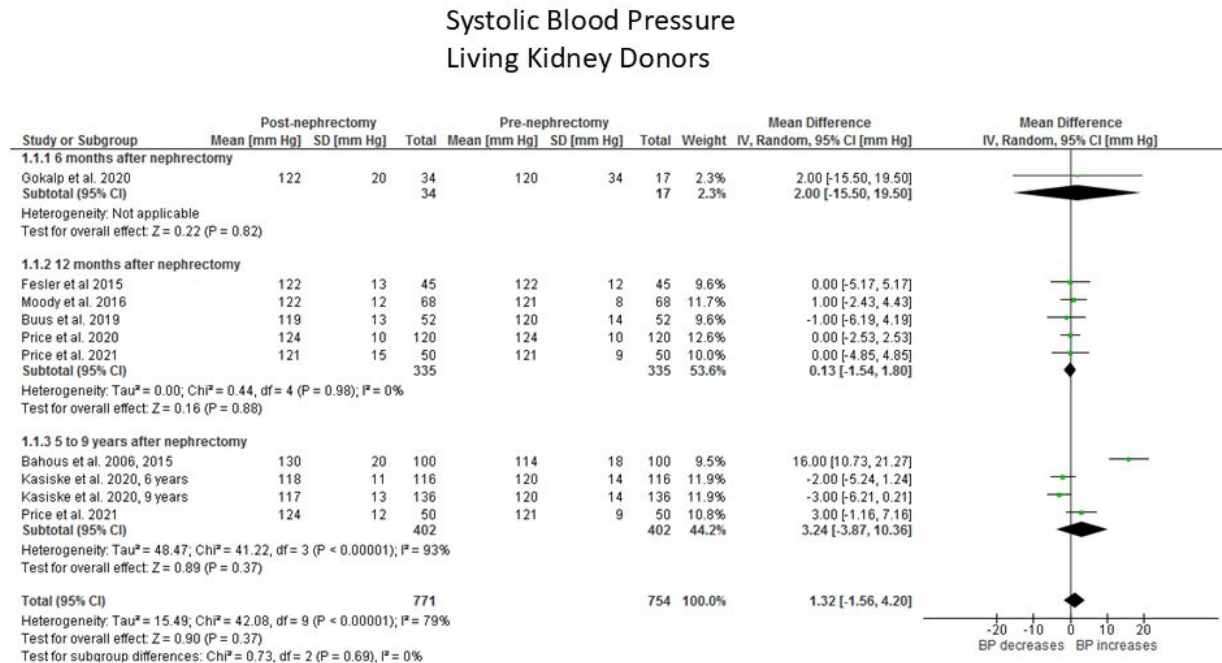 Systolic Blood Pressure
Living Kidney Donors
Post-nephrectomy Pre-nephrectomy Mean Difference Mean Difference
Study or Subgroup Mean [mm Hg] SD [mm Hg] Total Mean [mm Hg] SD [mm Hg] Total Weight IV, Random, 95% CI [mm Hg] IV, Random, 95% CI [mm Hg]
1.1.1 6 months after nephrectomy
Gokalp et al. 2020 122 20 34 120 34 17 2.3% 2.00 [-15.50, 19.50]
Subtotal (95% CI) 34 17 2.3% 2.00 [-15.50, 19.50]
Heterogeneity: Not applicable
Test for overall effect: Z = 0.22 (P = 0.82)
1.1.2 12 months after nephrectomy
Fesler et al 2015 122 13 45 122 12 45 9.6% 0.00 [-5.17, 5.17]
Moody et al. 2016 122 12 68 121 8 68 11.7% 1.00 [-2.43, 4.43]
Buus et al. 2019 119 13 52 120 14 52 9.6% -1.00 [-6.19, 4.19]
Price et al. 2020 124 10 120 124 10 120 12.6% 0.00 [-2.53, 2.53]
Price et al. 2021 121 15 50 121 9 50 10.0% 0.00 [-4.85, 4.85]
Subtotal (95% CI) 335 335 53.6% 0.13 [-1.54, 1.80]
Heterogeneity: Tau² = 0.00; Chi² = 0.44, df = 4 (P = 0.98); I² = 0%
Test for overall effect: Z = 0.16 (P = 0.88)
1.1.3 5 to 9 years after nephrectomy
Bahous et al. 2006, 2015 130 20 100 114 18 100 9.5% 16.00 [10.73, 21.27]
Kasiske et al. 2020, 6 years 118 11 116 120 14 116 11.9% -2.00 [-5.24, 1.24]
Kasiske et al. 2020, 9 years 117 13 136 120 14 136 11.9% -3.00 [-6.21, 0.21]
Price et al. 2021 124 12 50 121 9 50 10.8% 3.00 [-1.16, 7.16]
Subtotal (95% CI) 402 402 44.2% 3.24 [-3.87, 10.36]
Heterogeneity: Tau² = 48.47; Chi² = 41.22, df = 3 (P < 0.00001); I² = 93%
Test for overall effect: Z = 0.89 (P = 0.37)
Total (95% CI) 771 754 100.0% 1.32 [-1.56, 4.20]
Heterogeneity: Tau² = 15.49; Chi² = 42.08, df = 9 (P < 0.00001); I² = 79%
Test for overall effect: Z = 0.90 (P = 0.37)
Test for subgroup differences: Chi² = 0.73, df = 2 (P = 0.69), I² = 0%
-20 -10 0 10 20
BP decreases BP increases